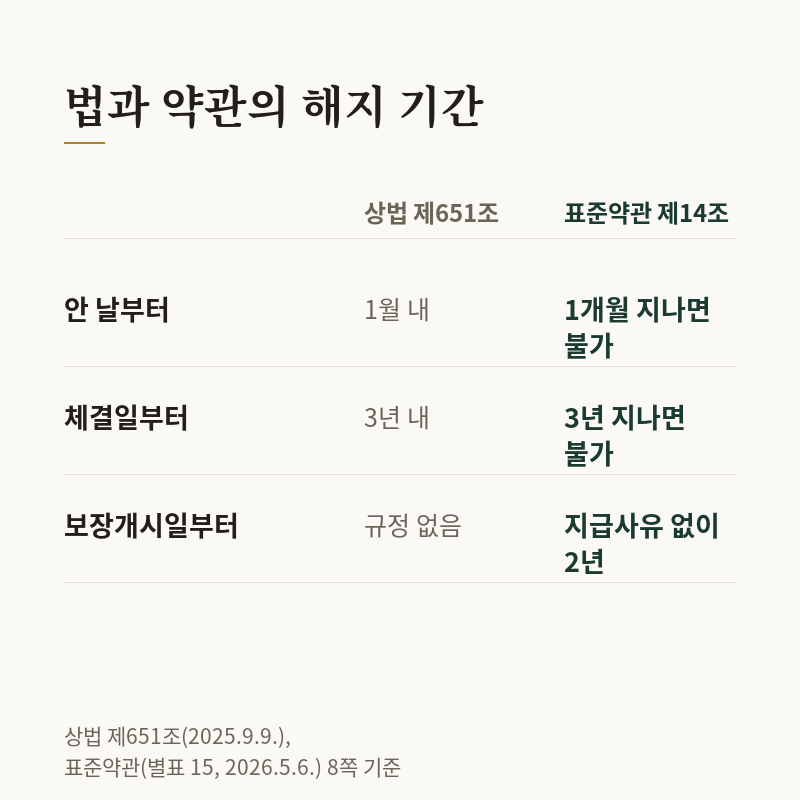 법과 약관의 해지 기간
상법 제651조 표준약관 제14조
안 날부터 1월 내 1개월 지나면
불가
체결일부터 3년 내 3년 지나면
불가
보장개시일부터 규정 없음 지급사유 없이
2년
상법 제651조(2025.9.9.),
표준약관(별표 15, 2026.5.6.) 8쪽 기준